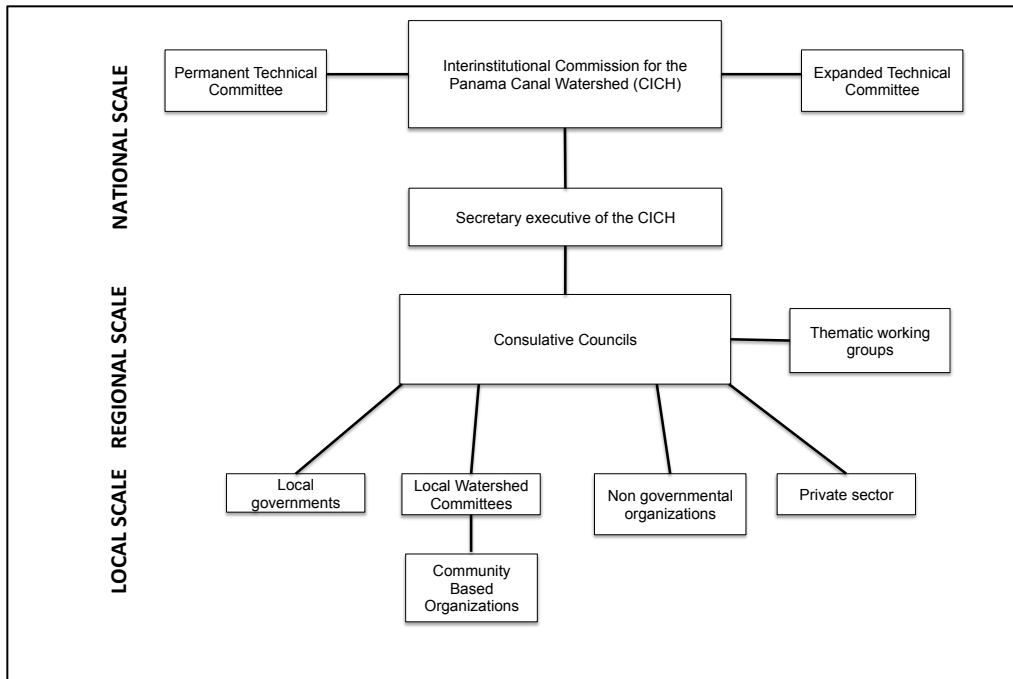 NATIONAL SCALE
Permanent Technical
Committee
Interinstitutional Commission for the
Panama Canal Watershed (CICH)
Expanded Technical
Committee
Secretary executive of the CICH
REGIONAL SCALE
Consulative Councils
Thematic working
groups
LOCAL SCALE
Local
governments
Local Watershed
Committees
Non governmental
organizations
Private sector
Community
Based
Organizations